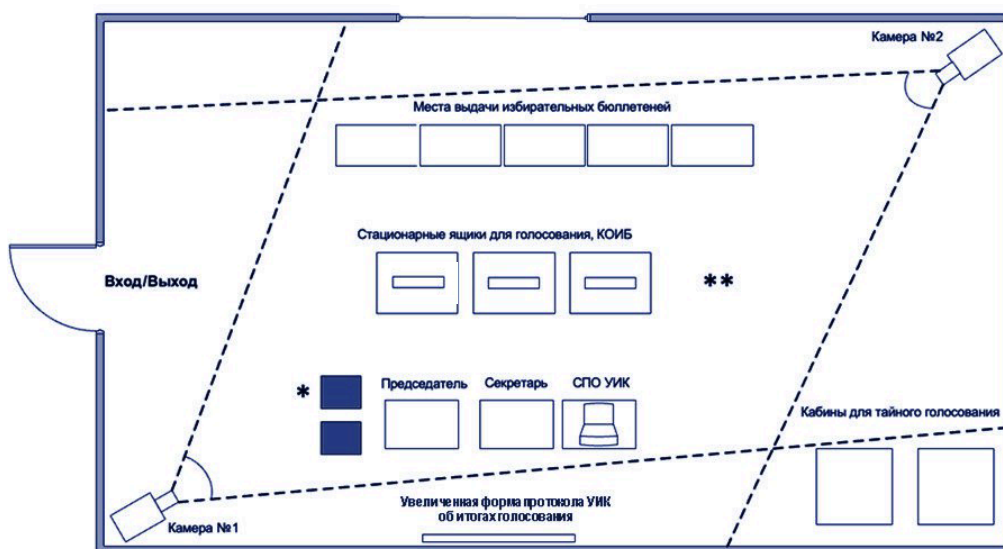 Камера №2
Места выдачи избирательных бюллетеней
Стационарные ящики для голосования, КОИБ
Вход/Выход
**
*
Председатель
Секретарь
СПО УИК
Кабины для тайного голосования
Увеличенная форма протокола УИК
об итогах голосования
Камера №1